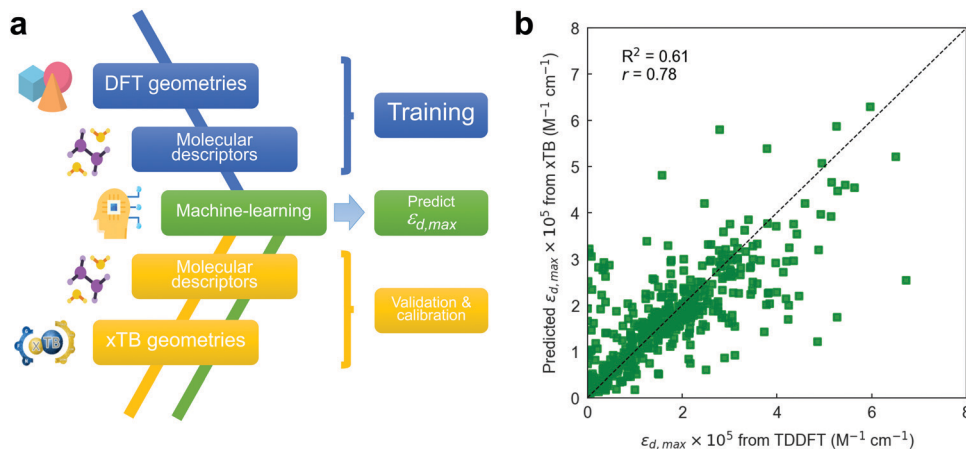 a
DFT geometries
Molecular
descriptors
Training
Machine-learning
Predict
εd,max
Molecular
descriptors
Validation &
calibration
xTB
xTB geometries
b
R² = 0.61
r = 0.78
Predicted εd,max × 10⁵ from xTB (M⁻¹ cm⁻¹)
8
7
6
5
4
3
2
1
0
0
2
4
6
8
εd,max × 10⁵ from TDDFT (M⁻¹ cm⁻¹)